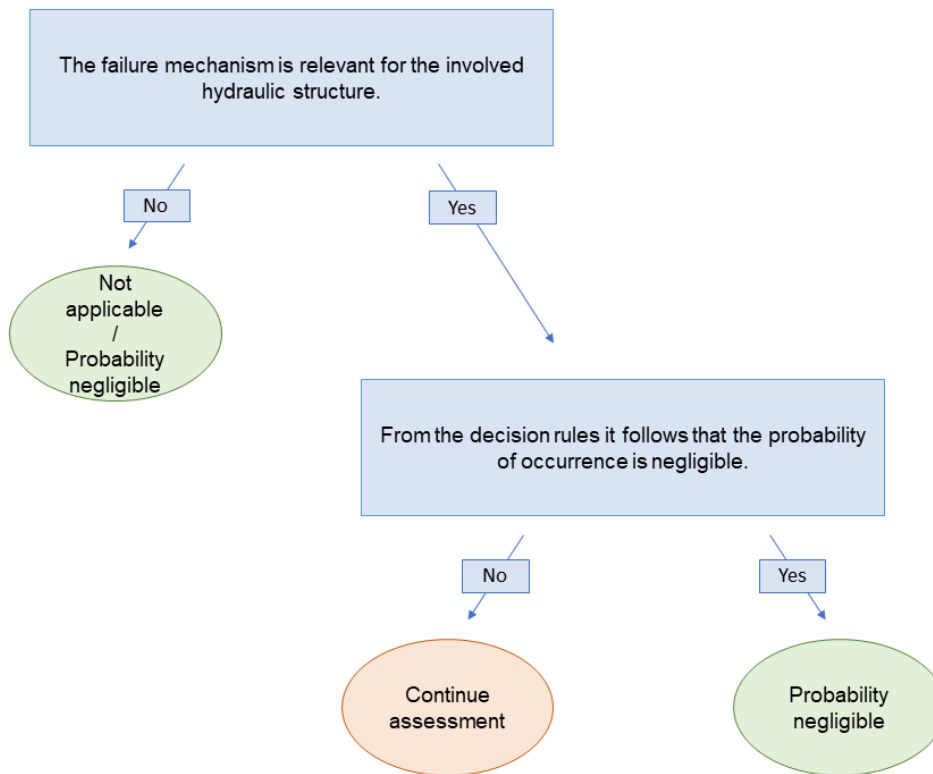 The failure mechanism is relevant for the involved
hydraulic structure.
No
Yes
Not
applicable
/
Probability
negligible
From the decision rules it follows that the probability
of occurrence is negligible.
No
Yes
Continue
assessment
Probability
negligible